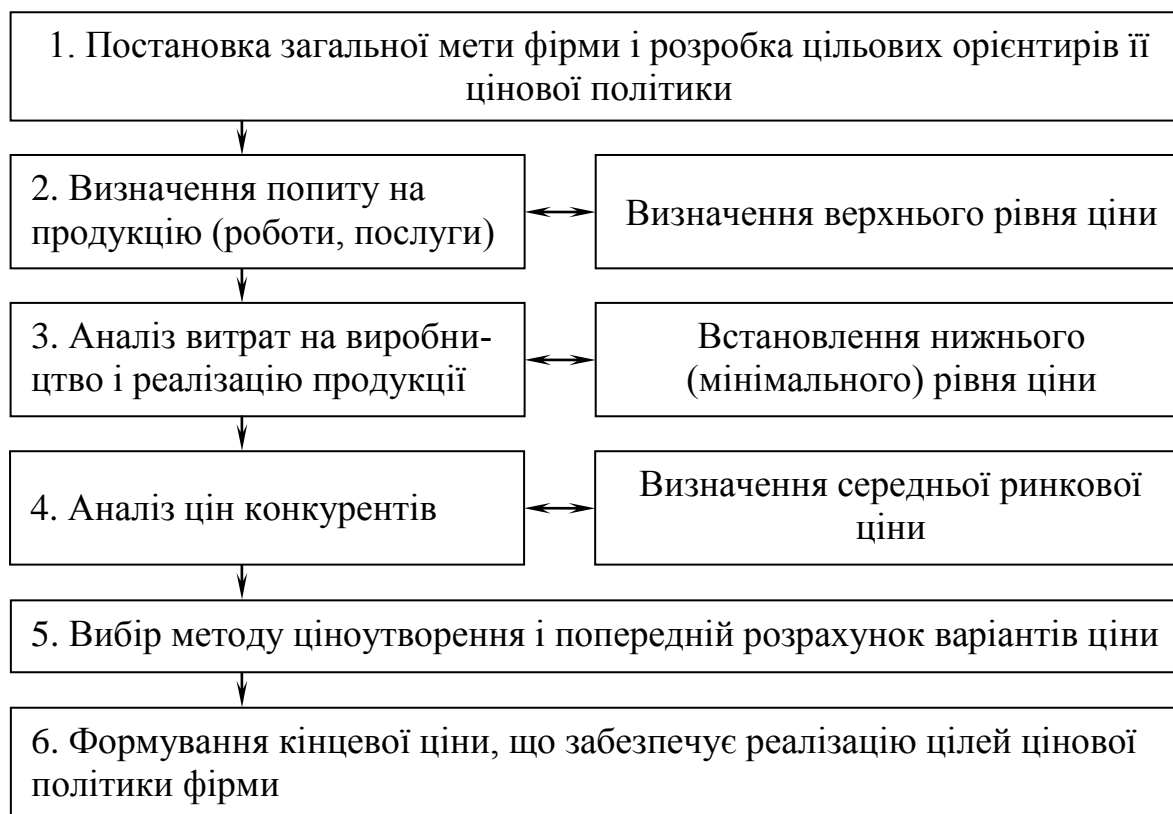 1. Постановка загальної мети фірми і розробка цільових орієнтирів її
цінової політики
2. Визначення попиту на
продукцію (роботи, послуги)
Визначення верхнього рівня ціни
3. Аналіз витрат на виробни-
цтво і реалізацію продукції
Встановлення нижнього
(мінімального) рівня ціни
4. Аналіз цін конкурентів
Визначення середньої ринкової
ціни
5. Вибір методу ціноутворення і попередній розрахунок варіантів ціни
6. Формування кінцевої ціни, що забезпечує реалізацію цілей цінової
політики фірми